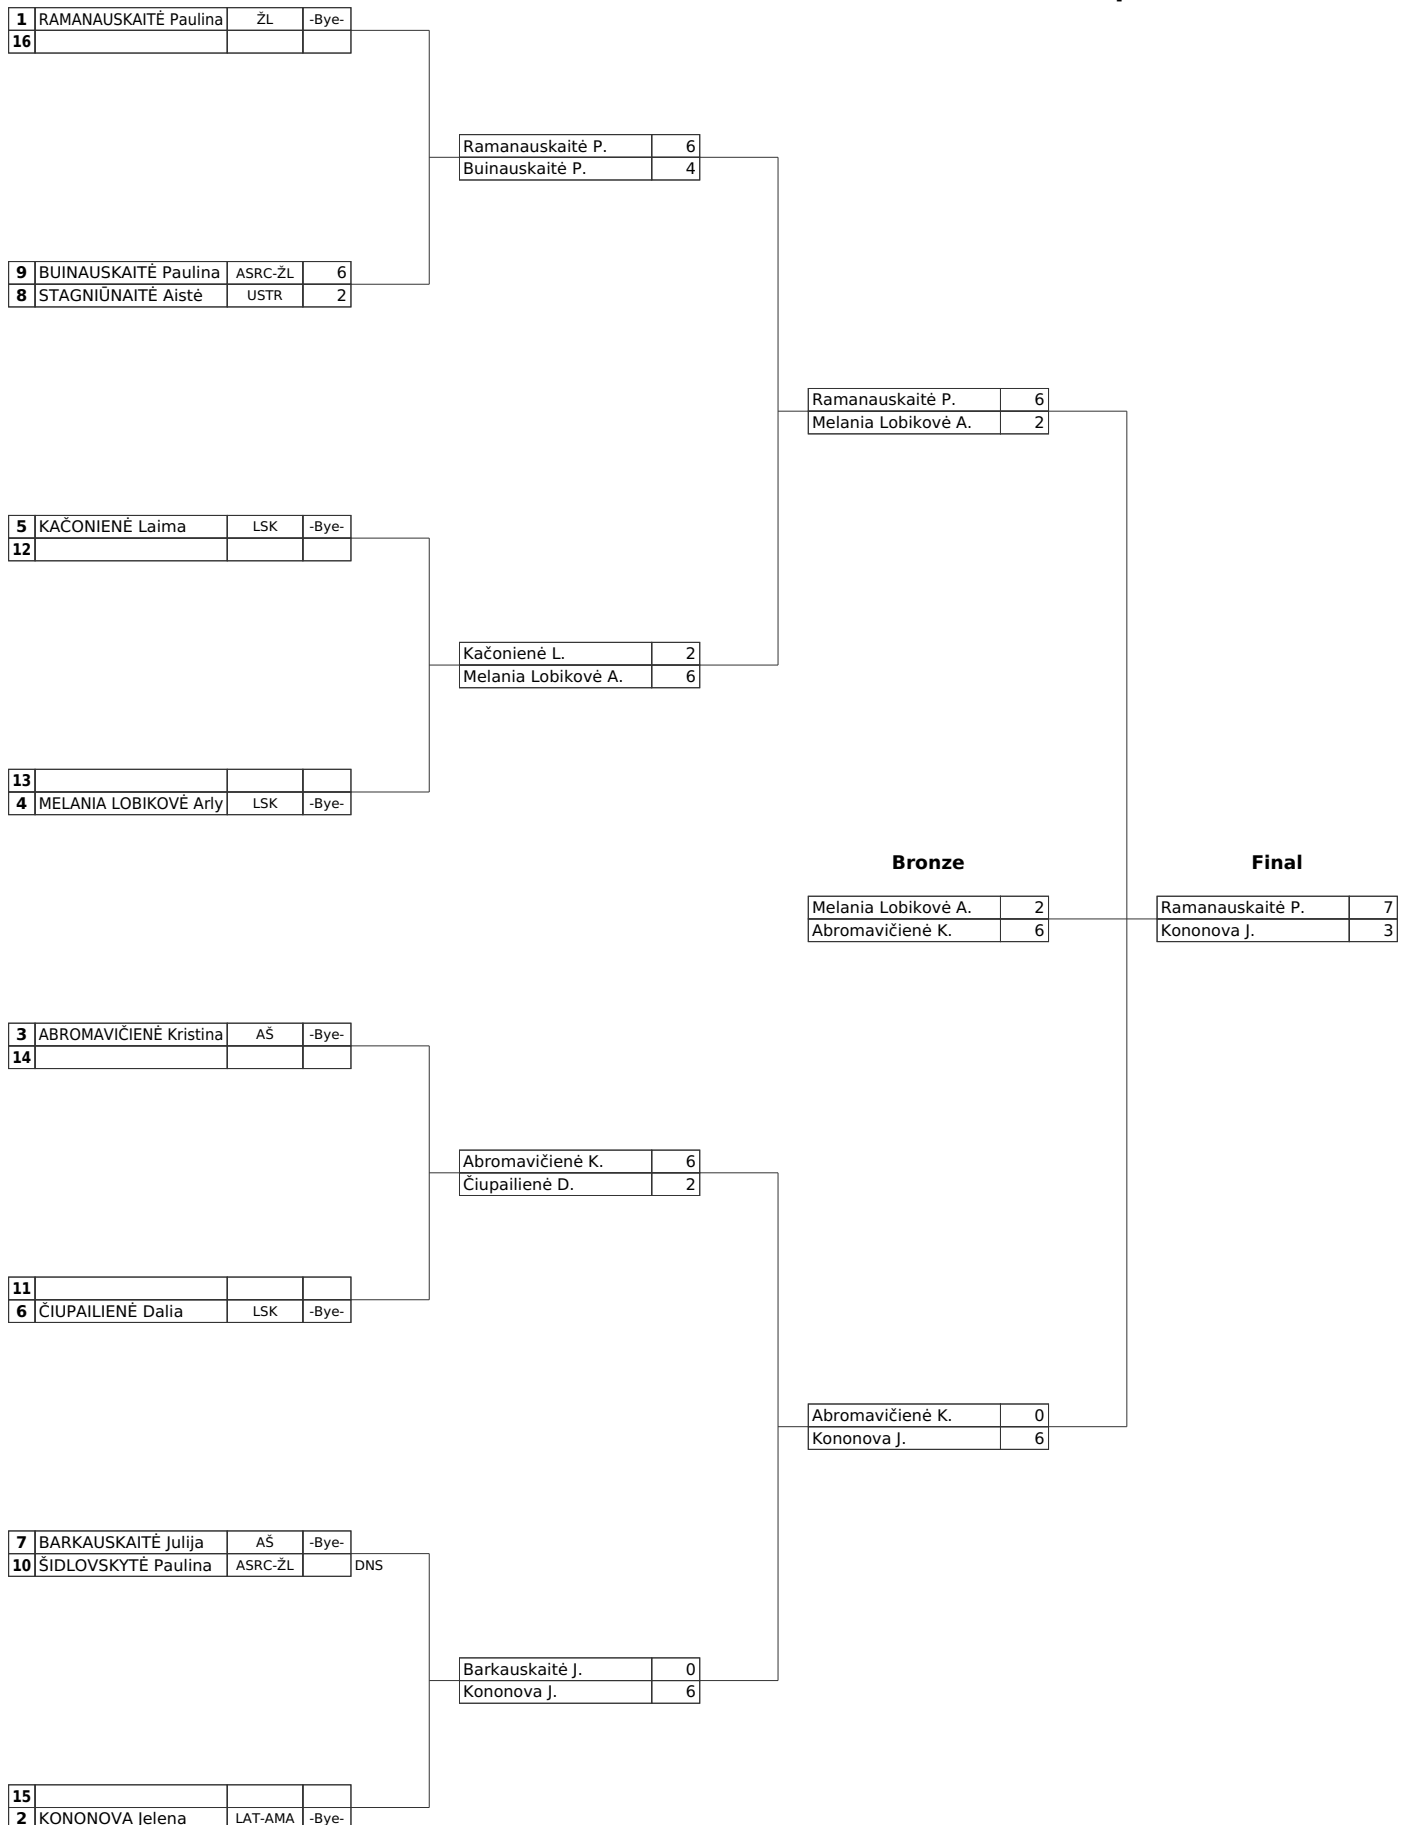 1 RAMANAUSKAITĖ Paulina ŽL -Bye-
16
Ramanauskaitė P. 6
Buinauskaitė P. 4
9 BUINAUSKAITĖ Paulina ASRC-ŽL 6
8 STAGNIŪNAITĖ Aistė USTR 2
Ramanauskaitė P. 6
Melania Lobikovė A. 2
5 KAČONIENĖ Laima LSK -Bye-
12
Kačonienė L. 2
Melania Lobikovė A. 6
13
4 MELANIA LOBIKOVĖ Arly LSK -Bye-
Bronze Final
Melania Lobikovė A. 2 Ramanauskaitė P. 7
Abromavičienė K. 6 Kononova J. 3
3 ABROMAVIČIENĖ Kristina AŠ -Bye-
14
Abromavičienė K. 6
Čiupailienė D. 2
11
6 ČIUPAILIENĖ Dalia LSK -Bye-
Abromavičienė K. 0
Kononova J. 6
7 BARKAUSKAITĖ Julija AŠ -Bye-
10 ŠIDLOVSKYTĖ Paulina ASRC-ŽL DNS
Barkauskaitė J. 0
Kononova J. 6
15
2 KONONOVA Jelena LAT-AMA -Bye-